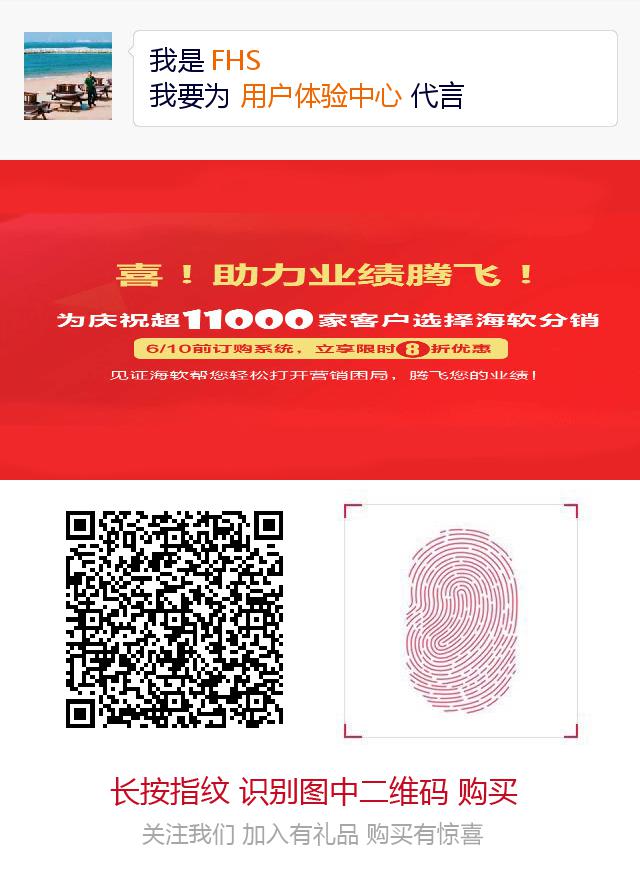 我是 FHS
我要为 用户体验中心 代言
喜！助力业绩腾飞！
为庆祝超11000家客户选择海软分销
6/10前订购系统，立享限时8折优惠
见证海软帮您轻松打开营销困局，腾飞您的业绩！
长按指纹 识别图中二维码 购买
关注我们 加入有礼品 购买有惊喜